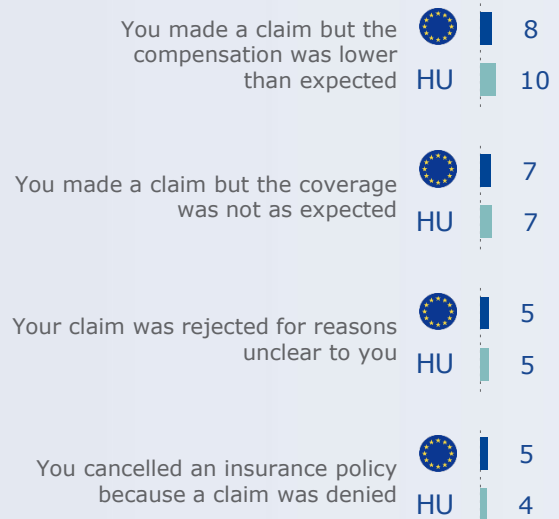 You made a claim but the
compensation was lower
than expected
8
HU 10
You made a claim but the coverage
was not as expected
7
HU 7
Your claim was rejected for reasons
unclear to you
5
HU 5
You cancelled an insurance policy
because a claim was denied
5
HU 4